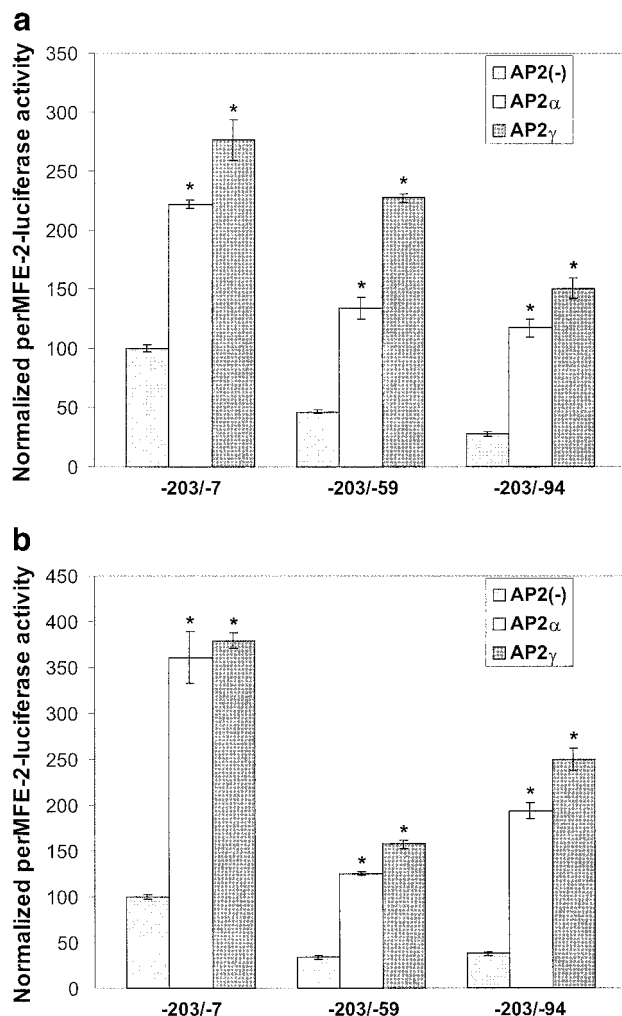 a
Normalized perMFE-2-luciferase activity
350
300
250
200
150
100
50
0
AP2(-)
AP2α
AP2γ
* * * * * *
-203/-7 -203/-59 -203/-94
b
Normalized perMFE-2-luciferase activity
450
400
350
300
250
200
150
100
50
0
AP2(-)
AP2α
AP2γ
* * * * * *
-203/-7 -203/-59 -203/-94